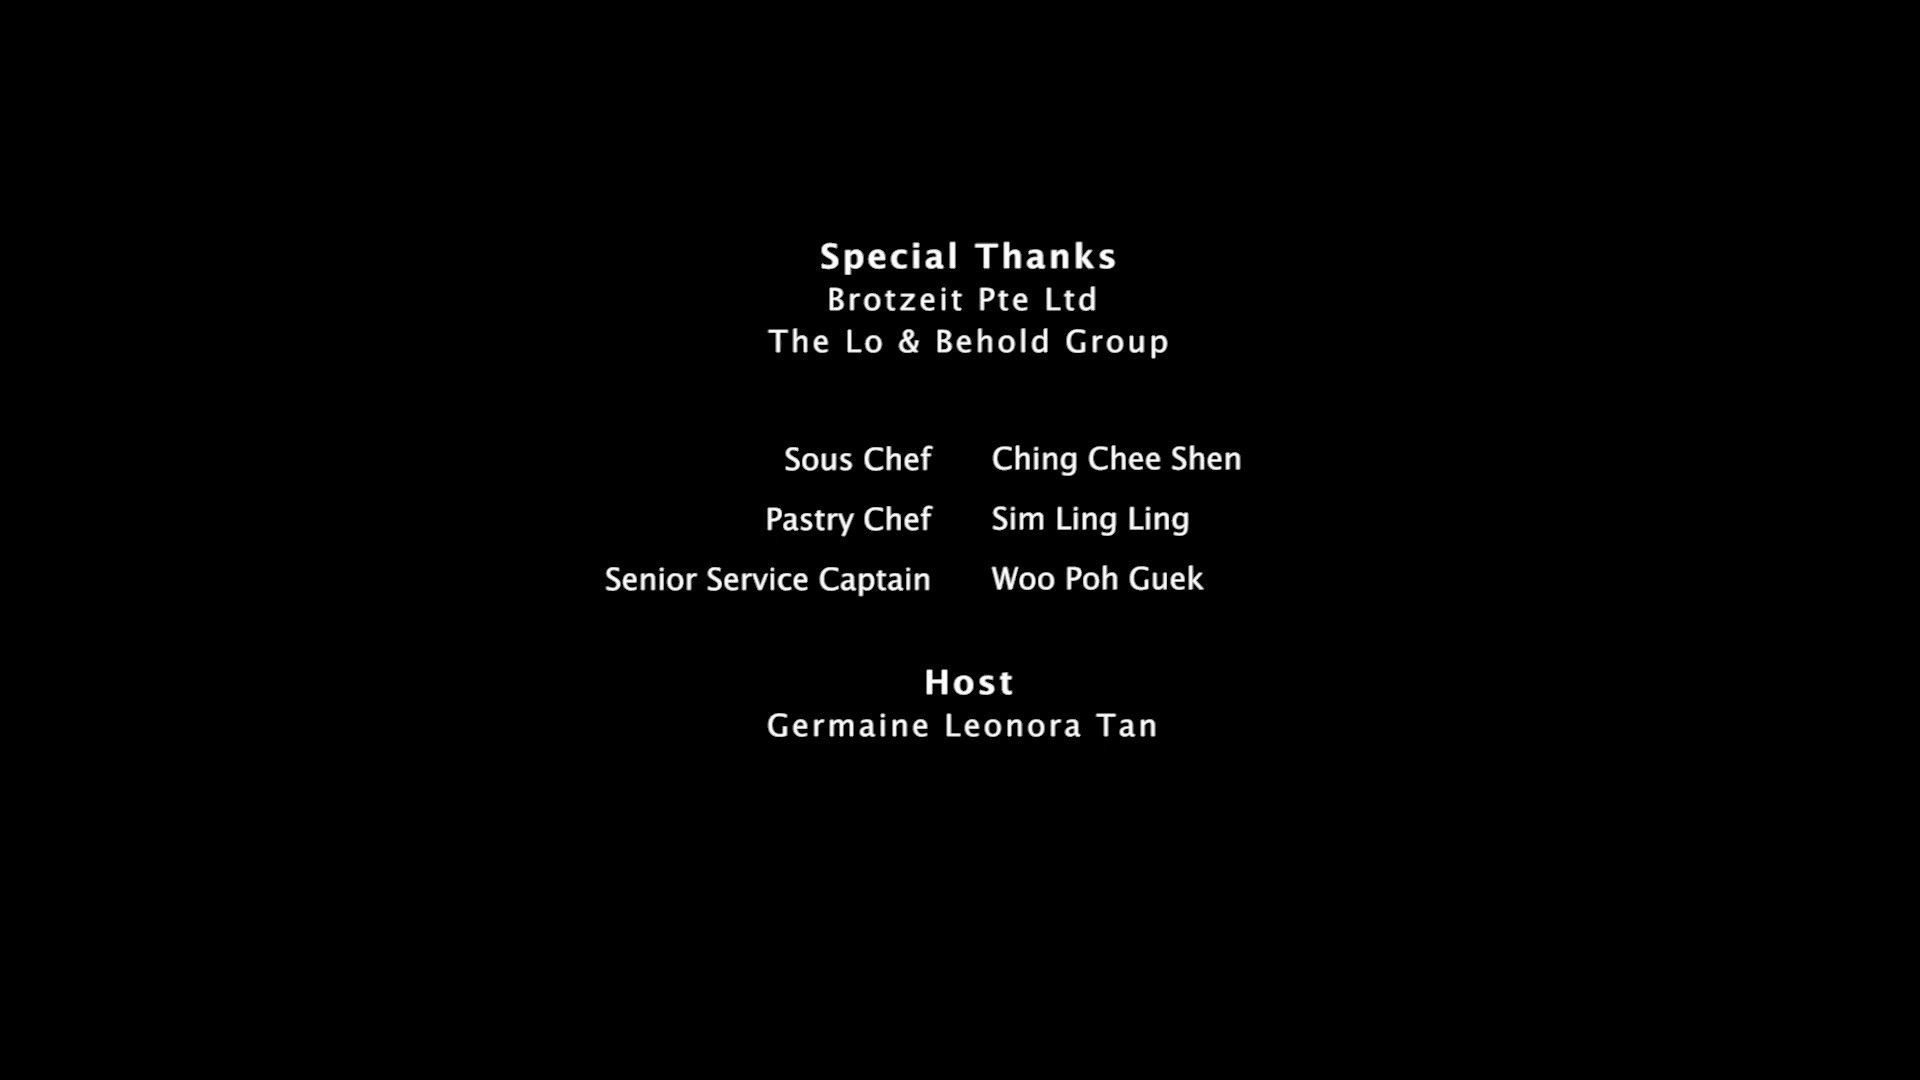 Special Thanks
Brotzeit Pte Ltd
The Lo & Behold Group
Sous Chef Ching Chee Shen
Pastry Chef Sim Ling Ling
Senior Service Captain Woo Poh Guek
Host
Germaine Leonora Tan